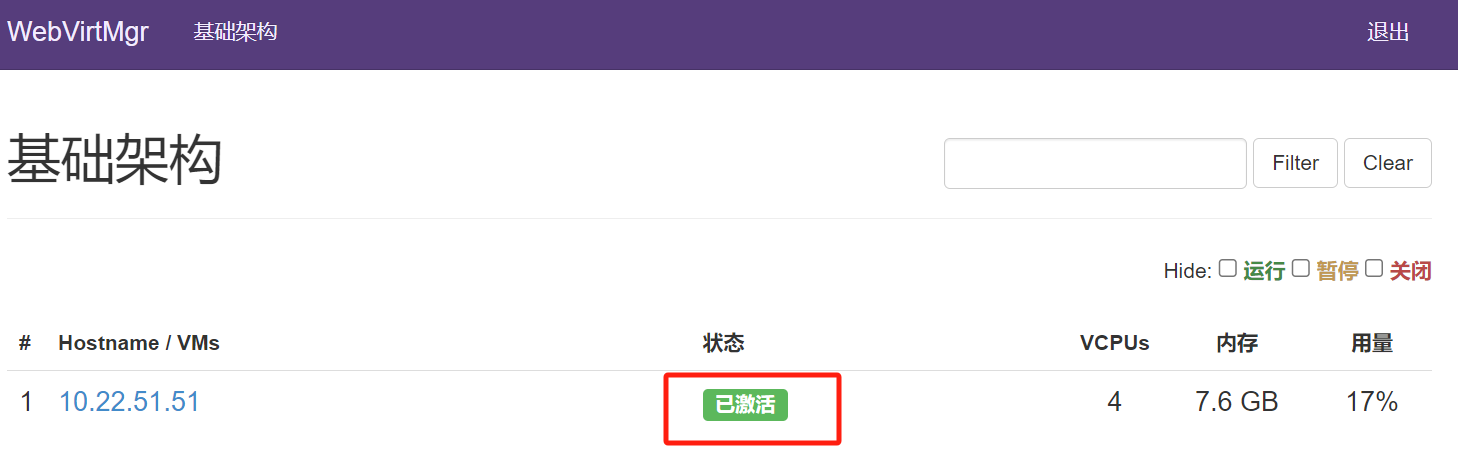 WebVirtMgr 基础架构 退出
基础架构 Filter Clear
Hide: 运行 暂停 关闭
# Hostname / VMs 状态 VCPUs 内存 用量
1 10.22.51.51 已激活 4 7.6 GB 17%